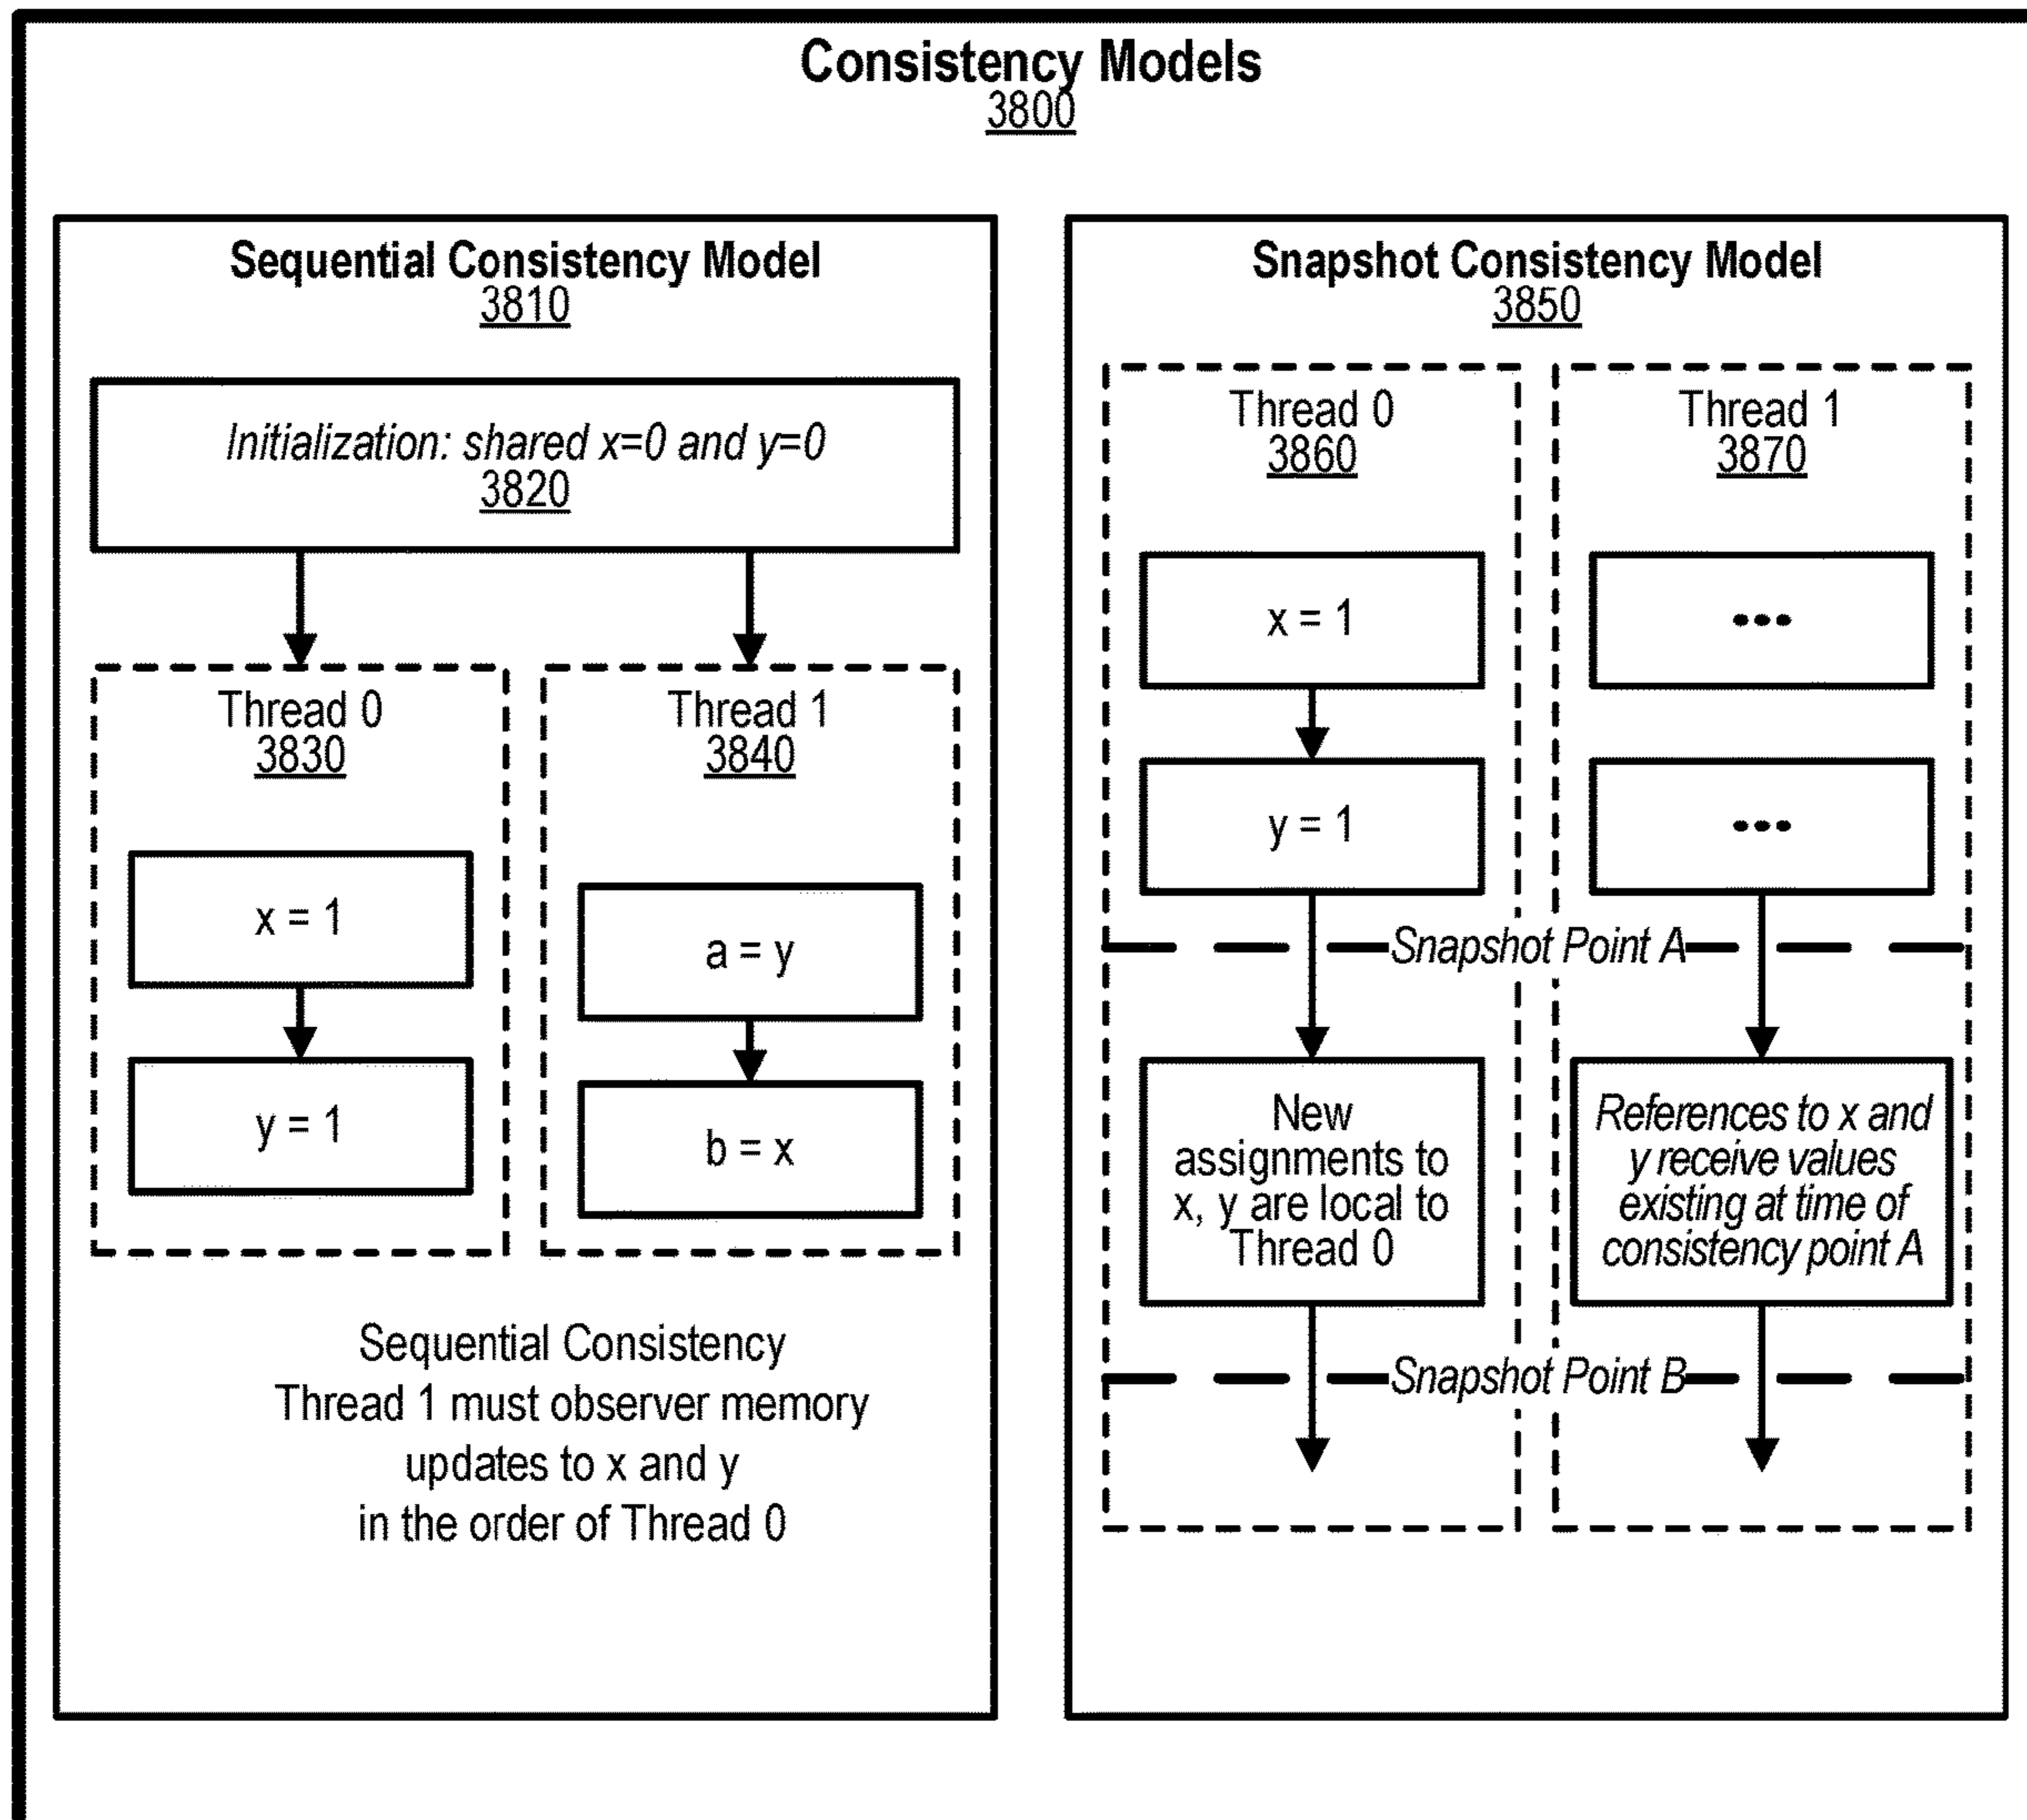 Consistency Models
3800
Sequential Consistency Model
3810
Initialization: shared x=0 and y=0
3820
Thread 0
3830
x = 1
y = 1
Thread 1
3840
a = y
b = x
Sequential Consistency
Thread 1 must observer memory
updates to x and y
in the order of Thread 0
Snapshot Consistency Model
3850
Thread 0
3860
x = 1
y = 1
Thread 1
3870
...
...
Snapshot Point A
New
assignments to
x, y are local to
Thread 0
References to x and
y receive values
existing at time of
consistency point A
Snapshot Point B